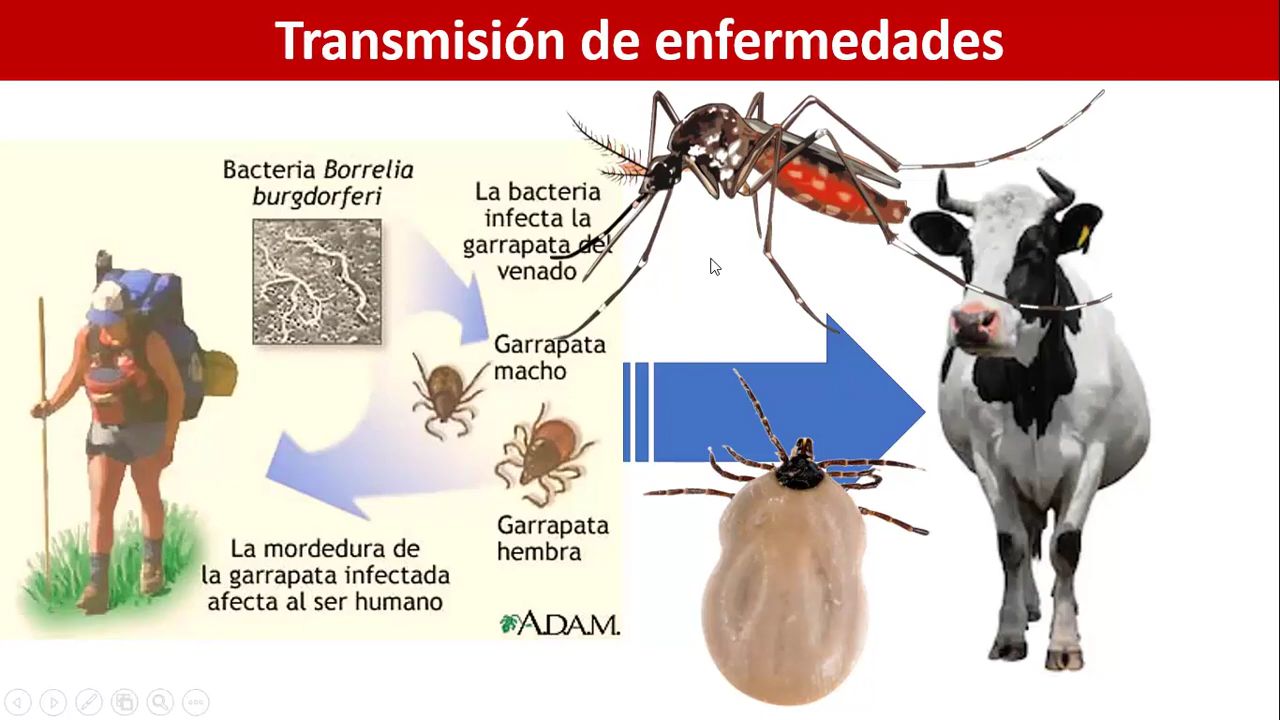 Transmisión de enfermedades
Bacteria Borrelia
burgdorferi
La bacteria
infecta la
garrapata del
venado
Garrapata
macho
Garrapata
hembra
La mordedura de
la garrapata infectada
afecta al ser humano
A.D.A.M.